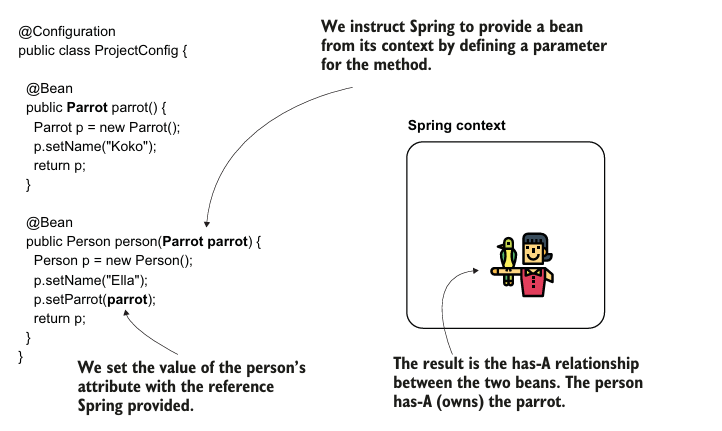 @Configuration
public class ProjectConfig {
@Bean
public Parrot parrot() {
Parrot p = new Parrot();
p.setName("Koko");
return p;
}
@Bean
public Person person(Parrot parrot) {
Person p = new Person();
p.setName("Ella");
p.setParrot(parrot);
return p;
}
}
We instruct Spring to provide a bean
from its context by defining a parameter
for the method.
Spring context
We set the value of the person's
attribute with the reference
Spring provided.
The result is the has-A relationship
between the two beans. The person
has-A (owns) the parrot.